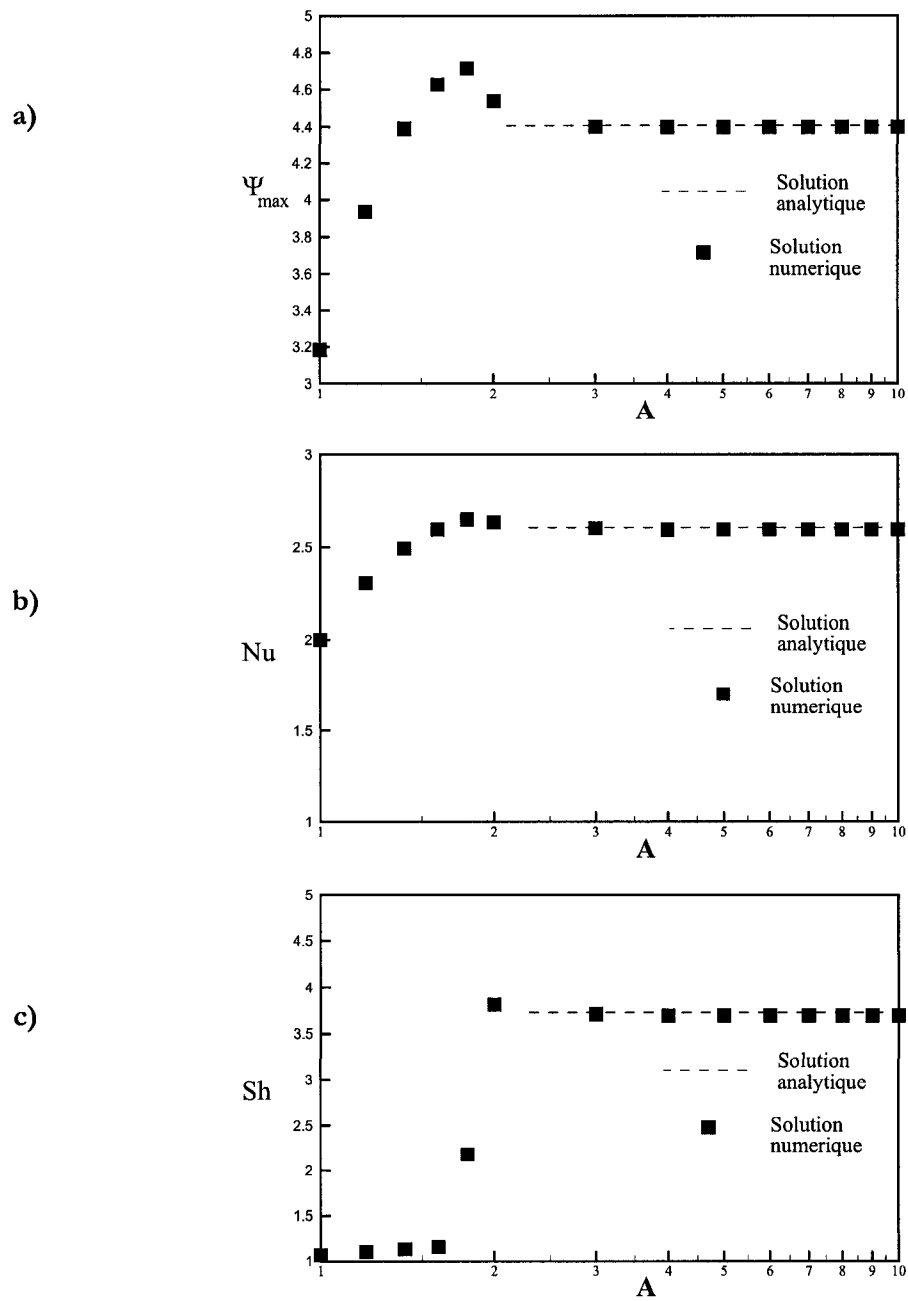 a)
5
4.8
4.6
4.4
4.2
4
3.8
3.6
3.4
3.2
3
Ψmax
Solution
analytique
Solution
numerique
1
2
3
4
5
6
7
8
9
10
A
b)
3
2.5
2
1.5
1
Nu
Solution
analytique
Solution
numerique
1
2
3
4
5
6
7
8
9
10
A
c)
5
4.5
4
3.5
3
2.5
2
1.5
1
Sh
Solution
analytique
Solution
numerique
1
2
3
4
5
6
7
8
9
10
A